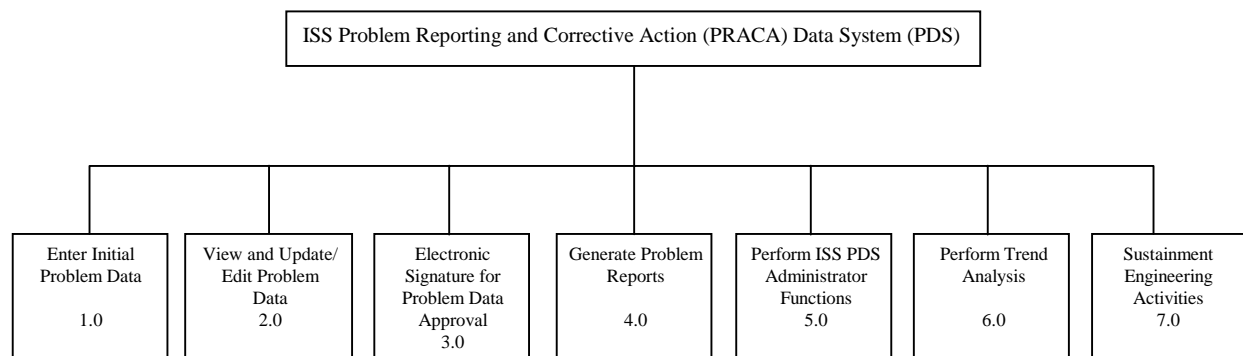 ISS Problem Reporting and Corrective Action (PRACA) Data System (PDS)
Enter Initial
Problem Data
1.0
View and Update/
Edit Problem
Data
2.0
Electronic
Signature for
Problem Data
Approval
3.0
Generate Problem
Reports
4.0
Perform ISS PDS
Administrator
Functions
5.0
Perform Trend
Analysis
6.0
Sustainment
Engineering
Activities
7.0